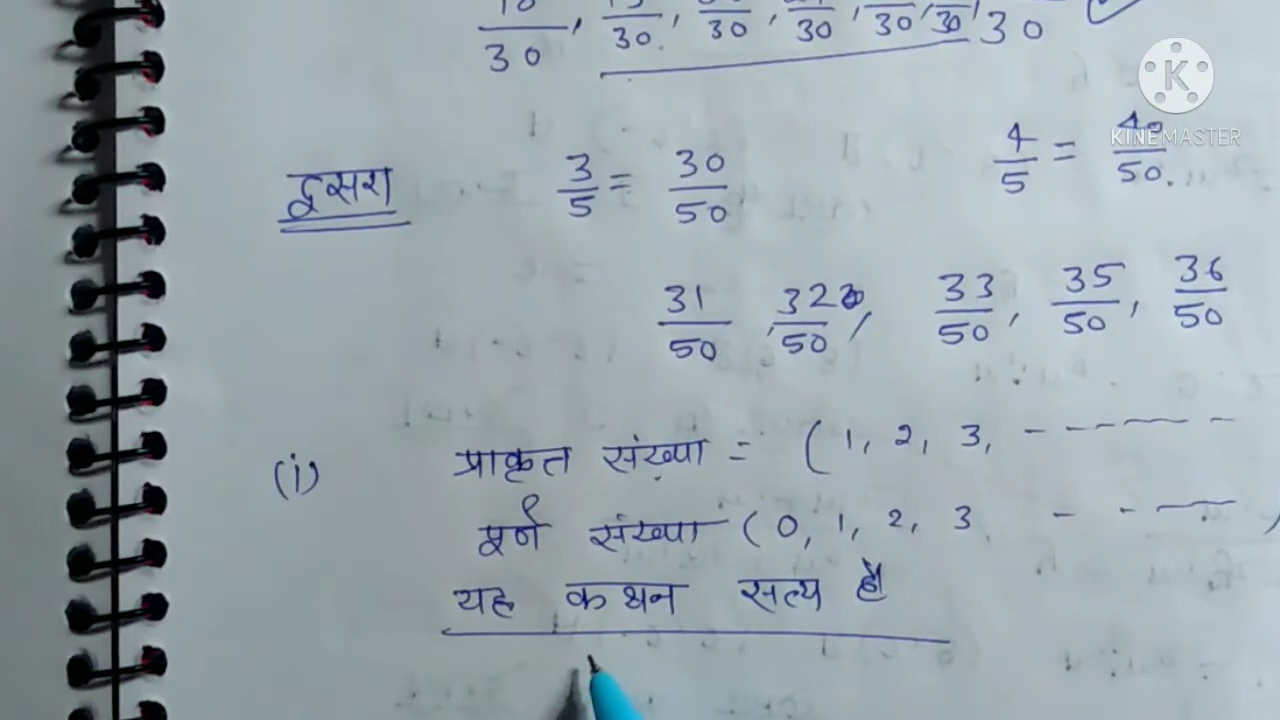 30, 30, 30, 30, 30, 30, 30
दूसरा 3/5 = 30/50 4/5 = 40/50.
31/50, 32/50, 33/50, 35/50, 36/50
(i) प्राकृत संख्या = (1, 2, 3, - - - -
पूर्ण संख्या (0, 1, 2, 3 - - - )
यह कथन सत्य है
KINEMASTER